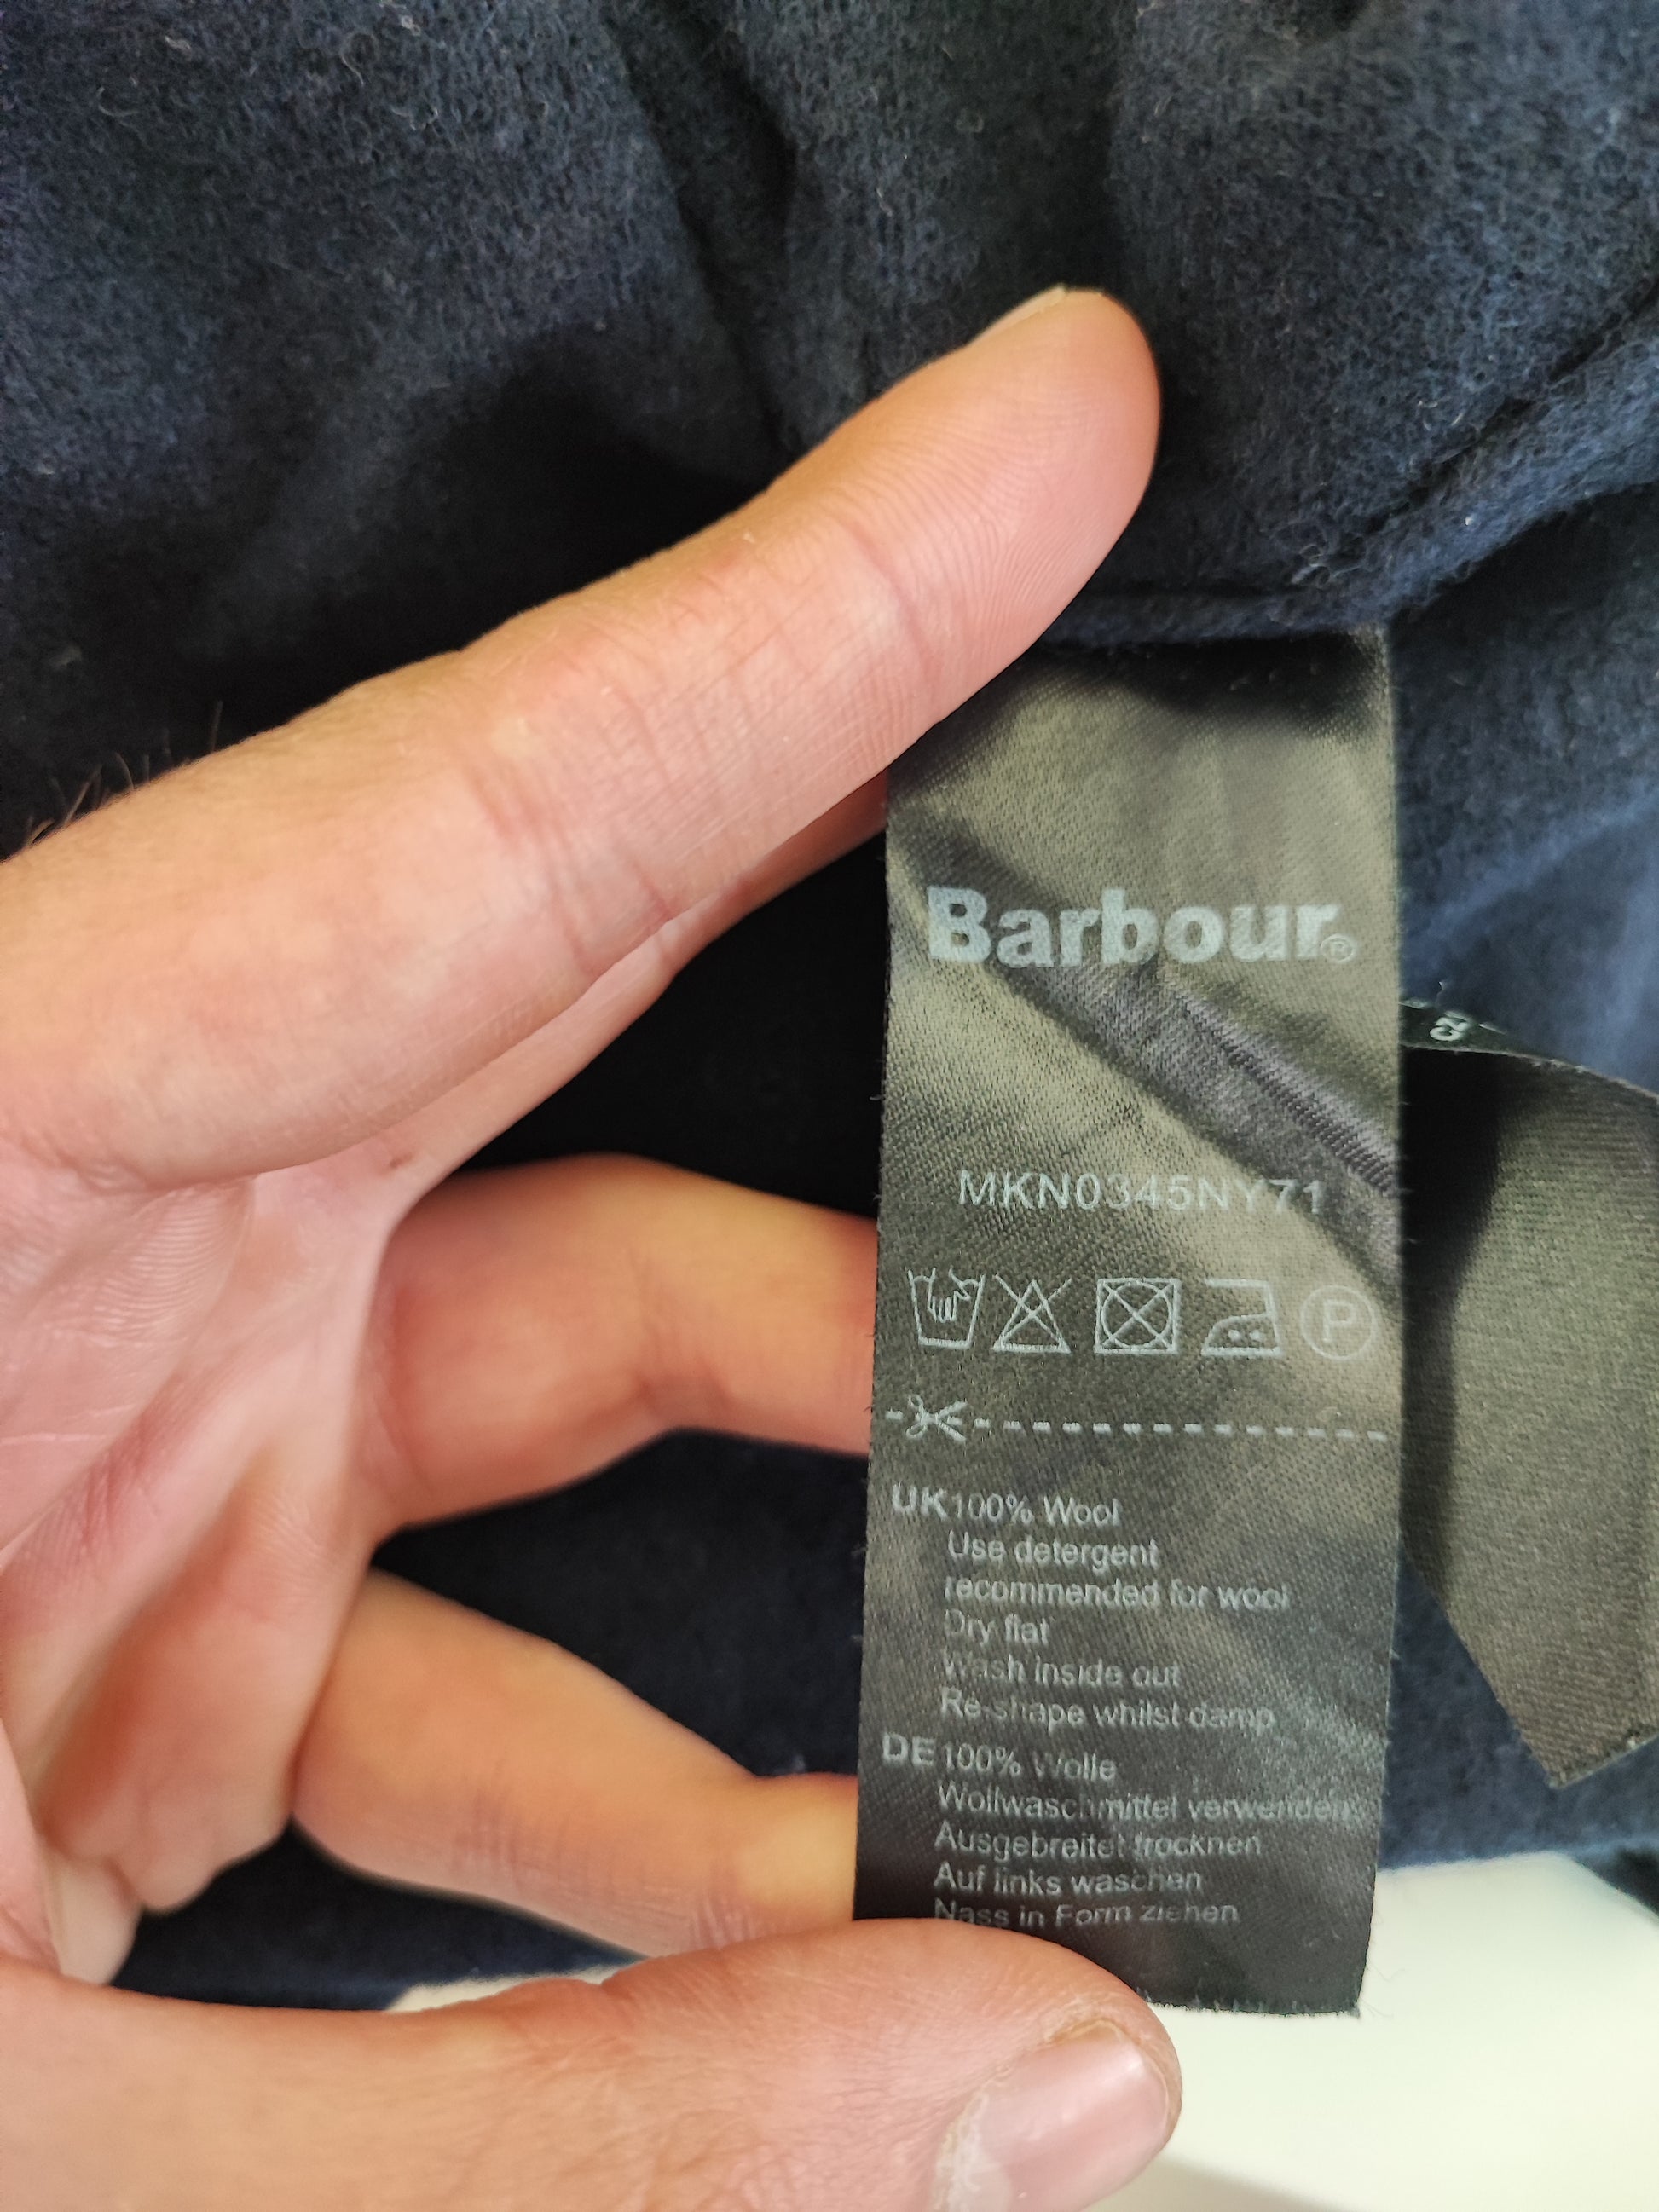 Barbour®
MKN0345NY71
P
UK 100% Wool
Use detergent
recommended for wool
Dry flat
Wash inside out
Re-shape whilst damp
DE 100% Wolle
Wollwaschmittel verwenden
Ausgebreitet trocknen
Auf links waschen
Nass in Form ziehen